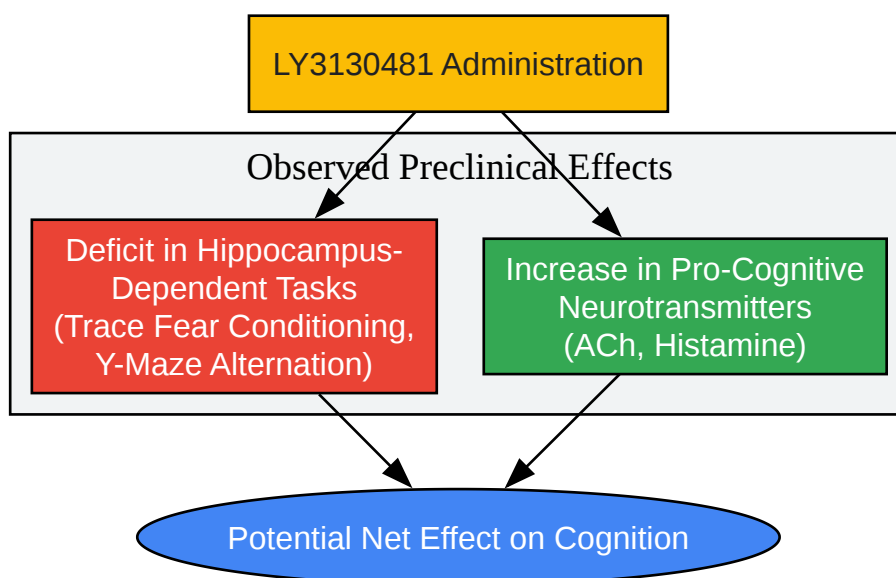 LY3130481 Administration
Observed Preclinical Effects
Deficit in Hippocampus-
Dependent Tasks
(Trace Fear Conditioning,
Y-Maze Alternation)
Increase in Pro-Cognitive
Neurotransmitters
(ACh, Histamine)
Potential Net Effect on Cognition